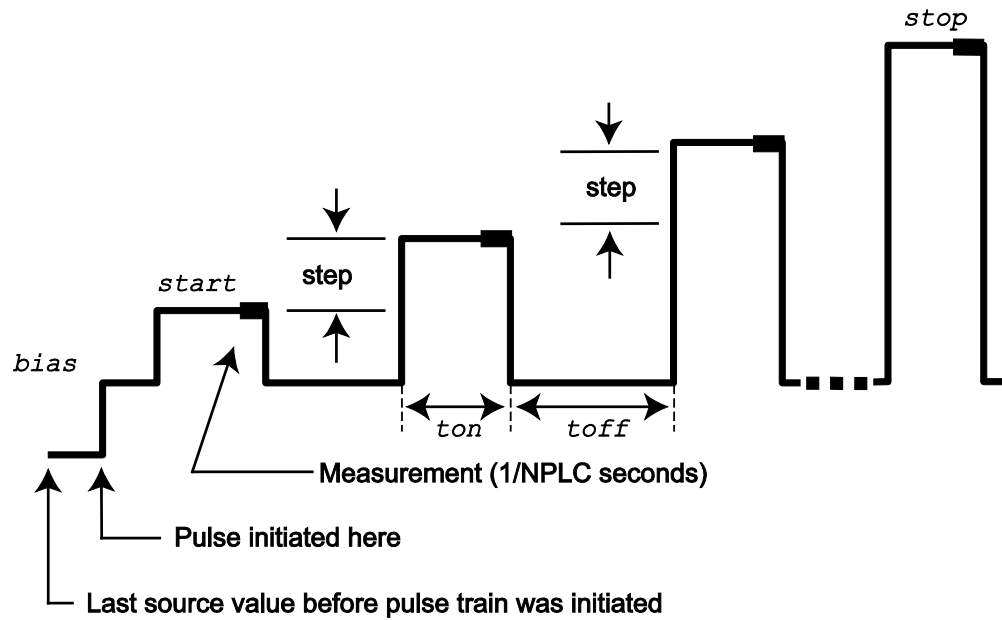 stop
step
step
start
bias
ton
toff
Measurement (1/NPLC seconds)
Pulse initiated here
Last source value before pulse train was initiated